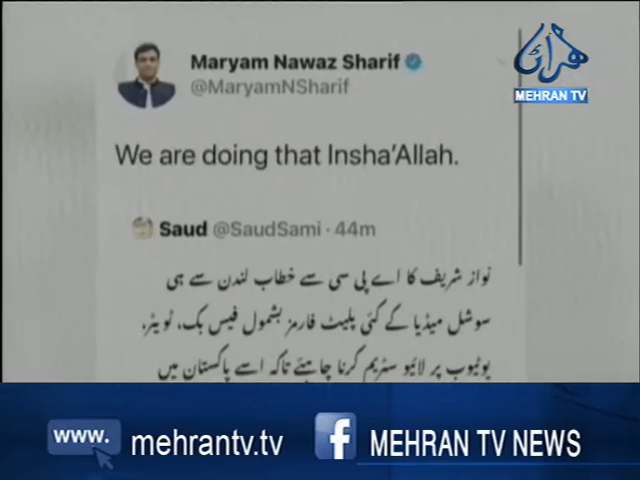 Maryam Nawaz Sharif
@MaryamNSharif
مہران
MEHRAN TV
We are doing that Insha'Allah.
Saud @SaudSami · 44m
نواز شریف کا اے پی سی سے خطاب لندن سے ہی
سوشل میڈیا کے کئی پلیٹ فارمز بشمول فیس بک، ٹویٹر،
یوٹیوب پر لائیو سٹریم کرنا چاہیئے تاکہ اسے پاکستان میں
www. mehrantv.tv
f MEHRAN TV NEWS